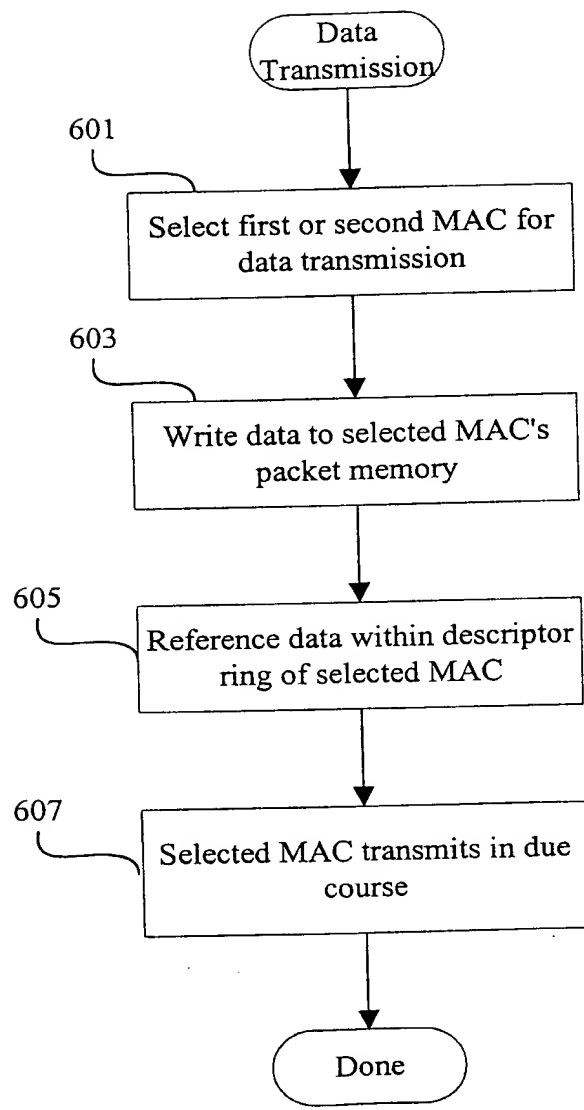 Data
Transmission
601
Select first or second MAC for
data transmission
603
Write data to selected MAC's
packet memory
605
Reference data within descriptor
ring of selected MAC
607
Selected MAC transmits in due
course
Done